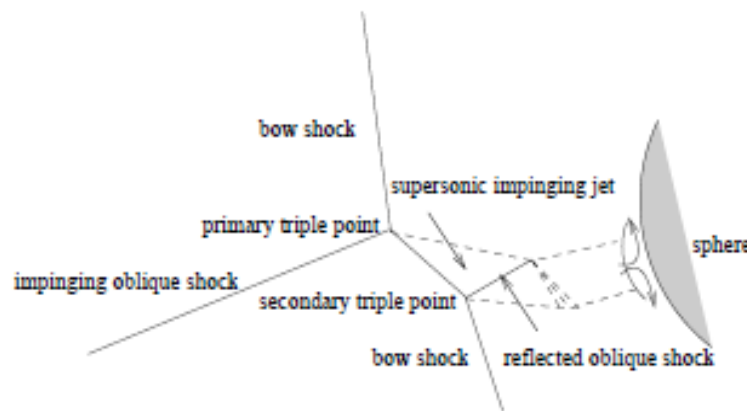 bow shock
supersonic impinging jet
primary triple point
sphere
impinging oblique shock
secondary triple point
bow shock
reflected oblique shock